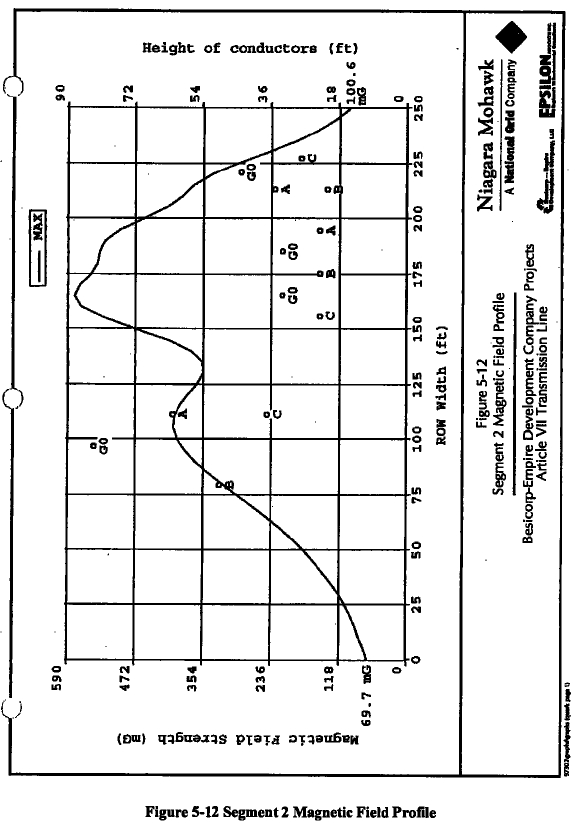 Height of conductors (ft)
90
72
54
36
18
0
100.6 mG
MAX
G0
A
B
C
G0
G0
A
B
C
G0
A
B
C
0
25
50
75
100
125
150
175
200
225
250
ROW Width (ft)
590
472
354
236
118
0
69.7 mG
Magnetic Field Strength (mG)
Figure 5-12
Segment 2 Magnetic Field Profile
Besicorp-Empire Development Company Projects
Article VII Transmission Line
Niagara Mohawk
A National Grid Company
EPSILON
Figure 5-12 Segment 2 Magnetic Field Profile